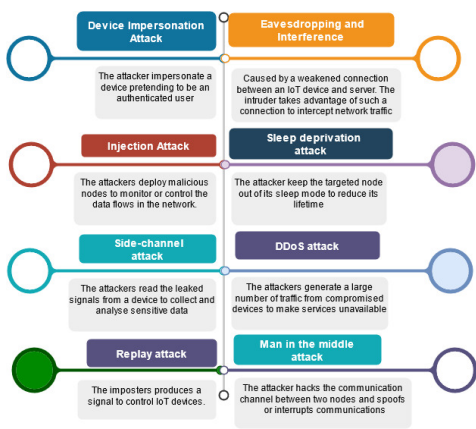 Device Impersonation
Attack
Eavesdropping and
Interference
The attacker impersonate a
device pretending to be an
authenticated user
Caused by a weakened connection
between an IoT device and server. The
intruder takes advantage of such a
connection to intercept network traffic
Injection Attack
Sleep deprivation
attack
The attackers deploy malicious
nodes to monitor or control the
data flows in the network.
The attacker keep the targeted node
out of its sleep mode to reduce its
lifetime
Side-channel
attack
DDoS attack
The attackers read the leaked
signals from a device to collect and
analyse sensitive data
The attackers generate a large
number of traffic from compromised
devices to make services unavailable
Replay attack
Man in the middle
attack
The imposters produces a
signal to control IoT devices.
The attacker hacks the communication
channel between two nodes and spoofs
or interrupts communications